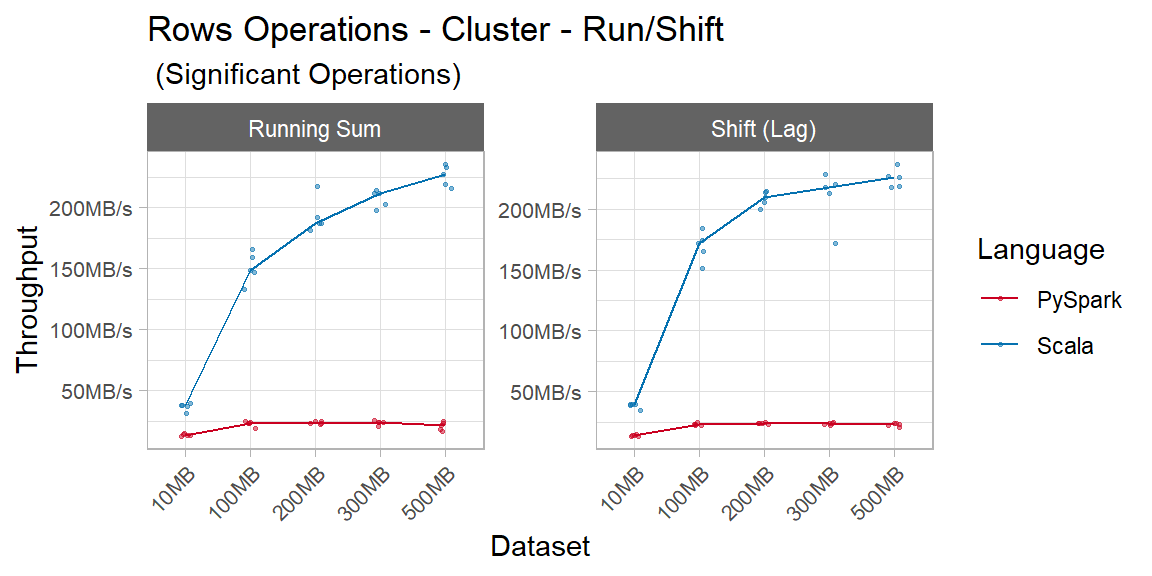 Rows Operations - Cluster - Run/Shift
(Significant Operations)
Running Sum
Shift (Lag)
Throughput
200MB/s
150MB/s
100MB/s
50MB/s
200MB/s
150MB/s
100MB/s
50MB/s
10MB
100MB
200MB
300MB
500MB
10MB
100MB
200MB
300MB
500MB
Dataset
Language
PySpark
Scala